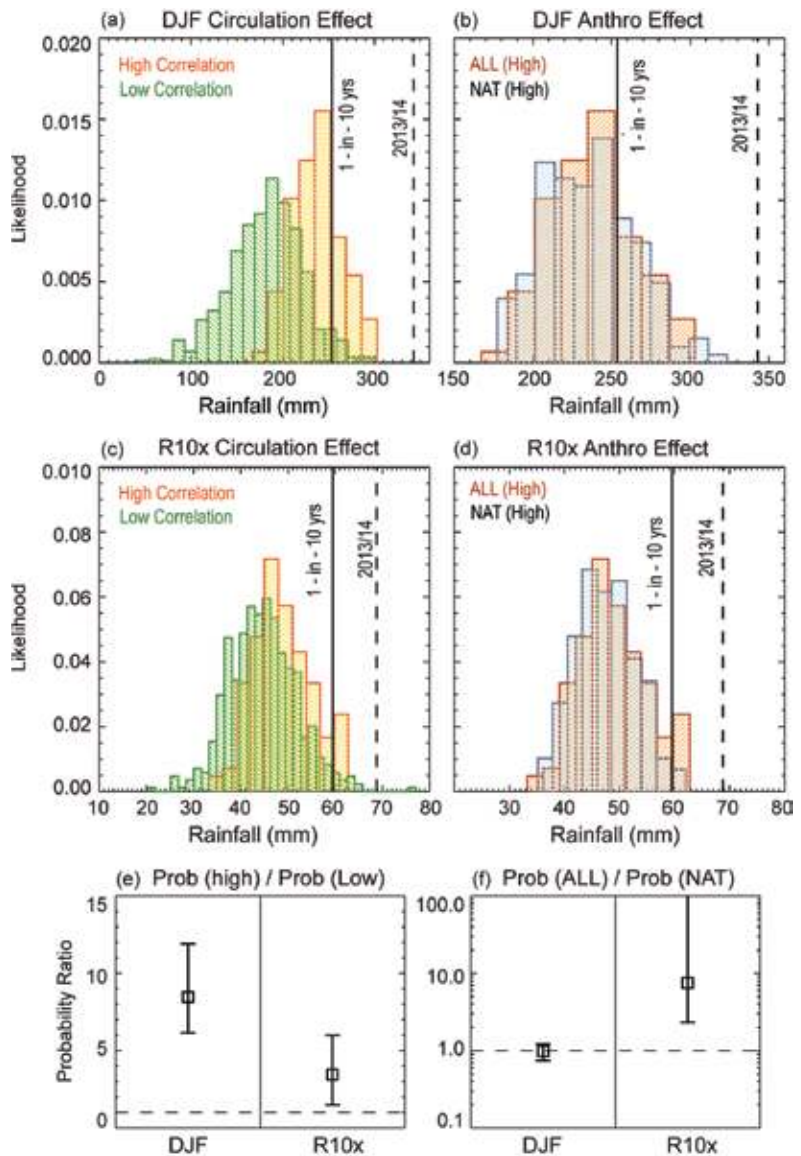 (a) DJF Circulation Effect
(b) DJF Anthro Effect
0.020
0.015
0.010
0.005
0.000
Likelihood
High Correlation
Low Correlation
1 - in - 10 yrs
2013/14
ALL (High)
NAT (High)
1 - in - 10 yrs
2013/14
0 100 200 300
150 200 250 300 350
Rainfall (mm)
Rainfall (mm)
(c) R10x Circulation Effect
(d) R10x Anthro Effect
0.010
0.08
0.06
0.04
0.02
0.00
Likelihood
High Correlation
Low Correlation
1 - in - 10 yrs
2013/14
ALL (High)
NAT (High)
1 - in - 10 yrs
2013/14
10 20 30 40 50 60 70 80
30 40 50 60 70 80
Rainfall (mm)
Rainfall (mm)
(e) Prob (high) / Prob (Low)
(f) Prob (ALL) / Prob (NAT)
15
10
5
0
Probability Ratio
100.0
10.0
1.0
0.1
DJF R10x
DJF R10x